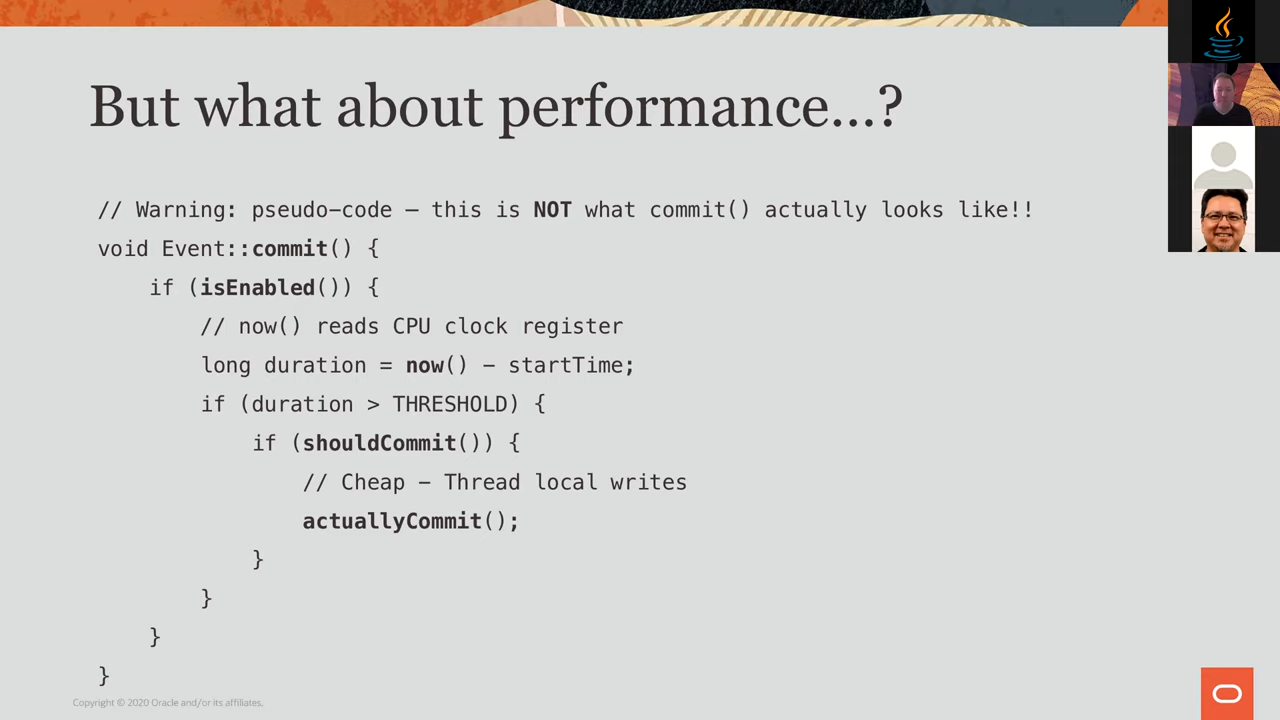 But what about performance...?
// Warning: pseudo-code – this is NOT what commit() actually looks like!!
void Event::commit() {
if (isEnabled()) {
// now() reads CPU clock register
long duration = now() - startTime;
if (duration > THRESHOLD) {
if (shouldCommit()) {
// Cheap - Thread local writes
actuallyCommit();
}
}
}
}
Copyright © 2020 Oracle and/or its affiliates.